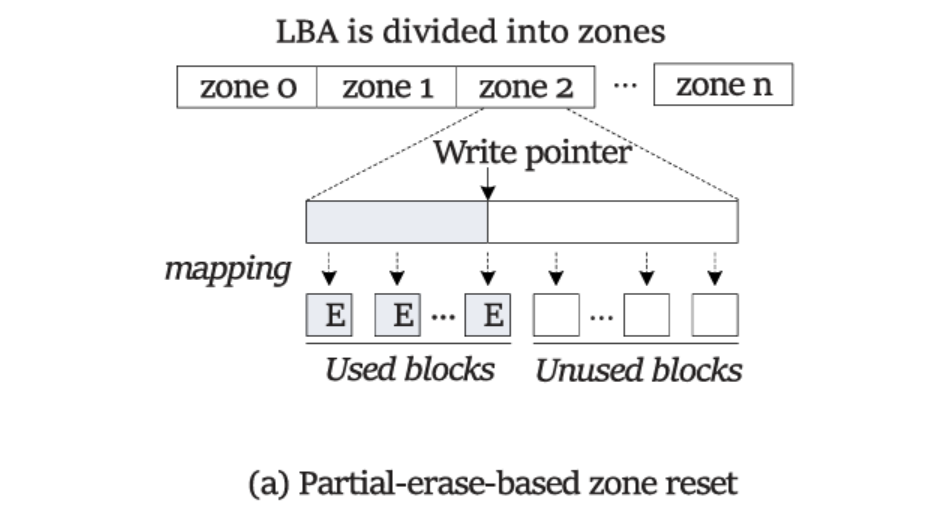 LBA is divided into zones
zone 0 zone 1 zone 2 ··· zone n
Write pointer
mapping
E E ··· E ···
Used blocks Unused blocks
(a) Partial-erase-based zone reset